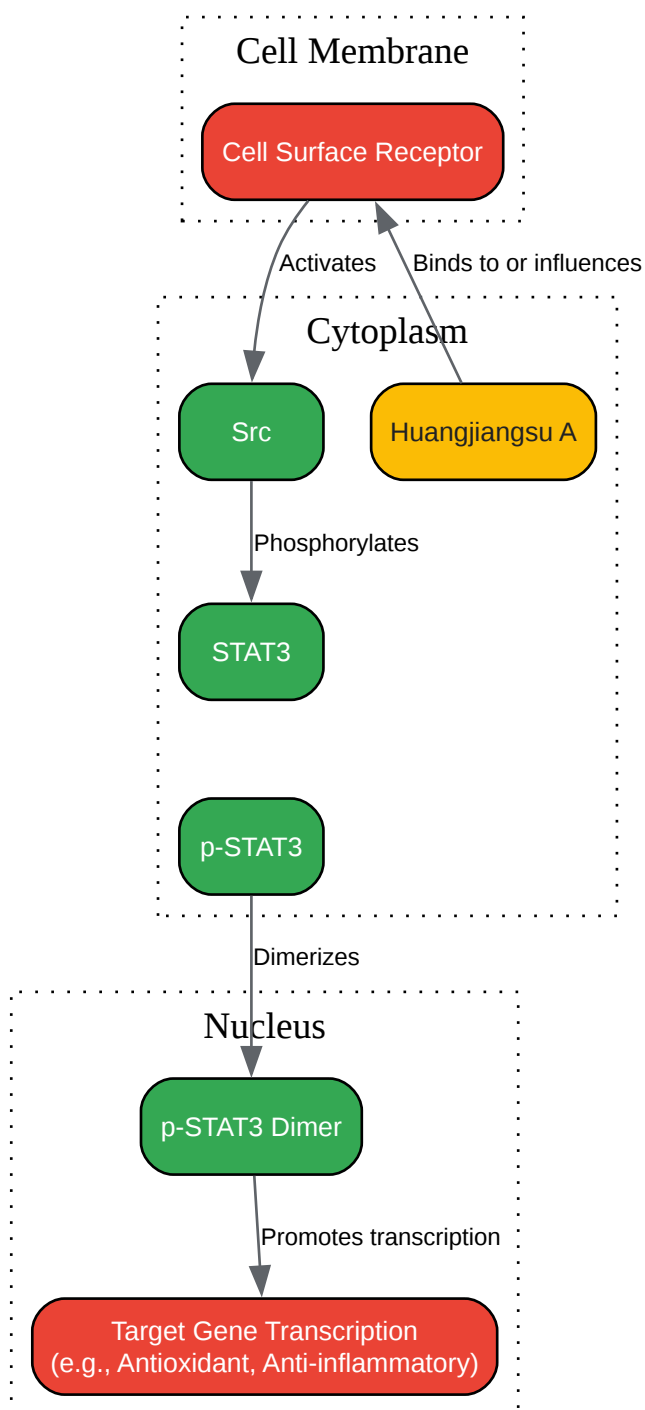 Cell Membrane
Cell Surface Receptor
Activates
Binds to or influences
Cytoplasm
Src
Huangjiangsu A
Phosphorylates
STAT3
p-STAT3
Dimerizes
Nucleus
p-STAT3 Dimer
Promotes transcription
Target Gene Transcription
(e.g., Antioxidant, Anti-inflammatory)